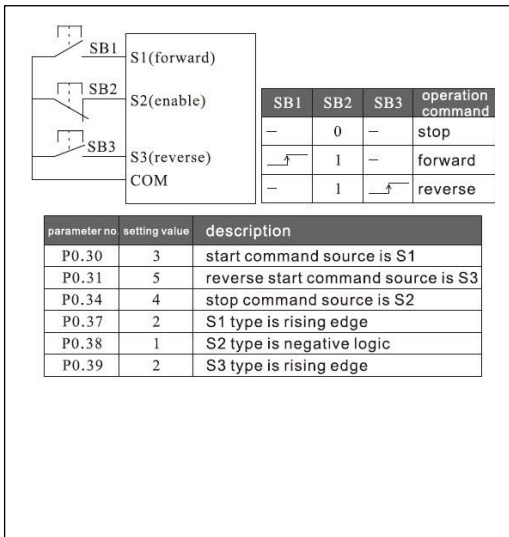 SB1
S1(forward)
SB2
S2(enable)
SB3
S3(reverse)
COM
SB1 SB2 SB3 operation command
– 0 – stop
1 – forward
– 1 reverse
parameter no. setting value description
P0.30 3 start command source is S1
P0.31 5 reverse start command source is S3
P0.34 4 stop command source is S2
P0.37 2 S1 type is rising edge
P0.38 1 S2 type is negative logic
P0.39 2 S3 type is rising edge